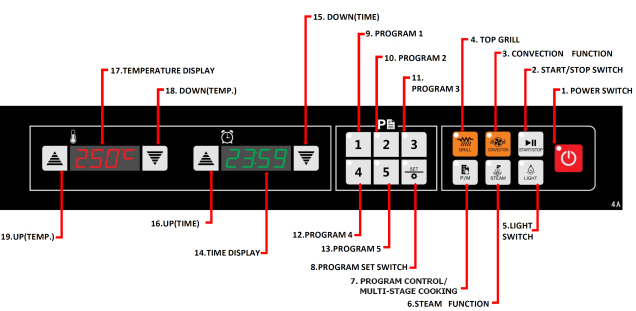 15. DOWN(TIME)
9. PROGRAM 1
4. TOP GRILL
10. PROGRAM 2
3. CONVECTION FUNCTION
17.TEMPERATURE DISPLAY
11.
PROGRAM 3
2. START/STOP SWITCH
18. DOWN(TEMP.)
1. POWER SWITCH
P
250°C
2359
1 2 3
GRILL CONVECTION START/STOP
4 5 SET
P/M STEAM LIGHT
4A
16.UP(TIME)
5.LIGHT
SWITCH
19.UP(TEMP.)
12.PROGRAM 4
13.PROGRAM 5
14.TIME DISPLAY
8.PROGRAM SET SWITCH
7. PROGRAM CONTROL/
MULTI-STAGE COOKING
6.STEAM FUNCTION